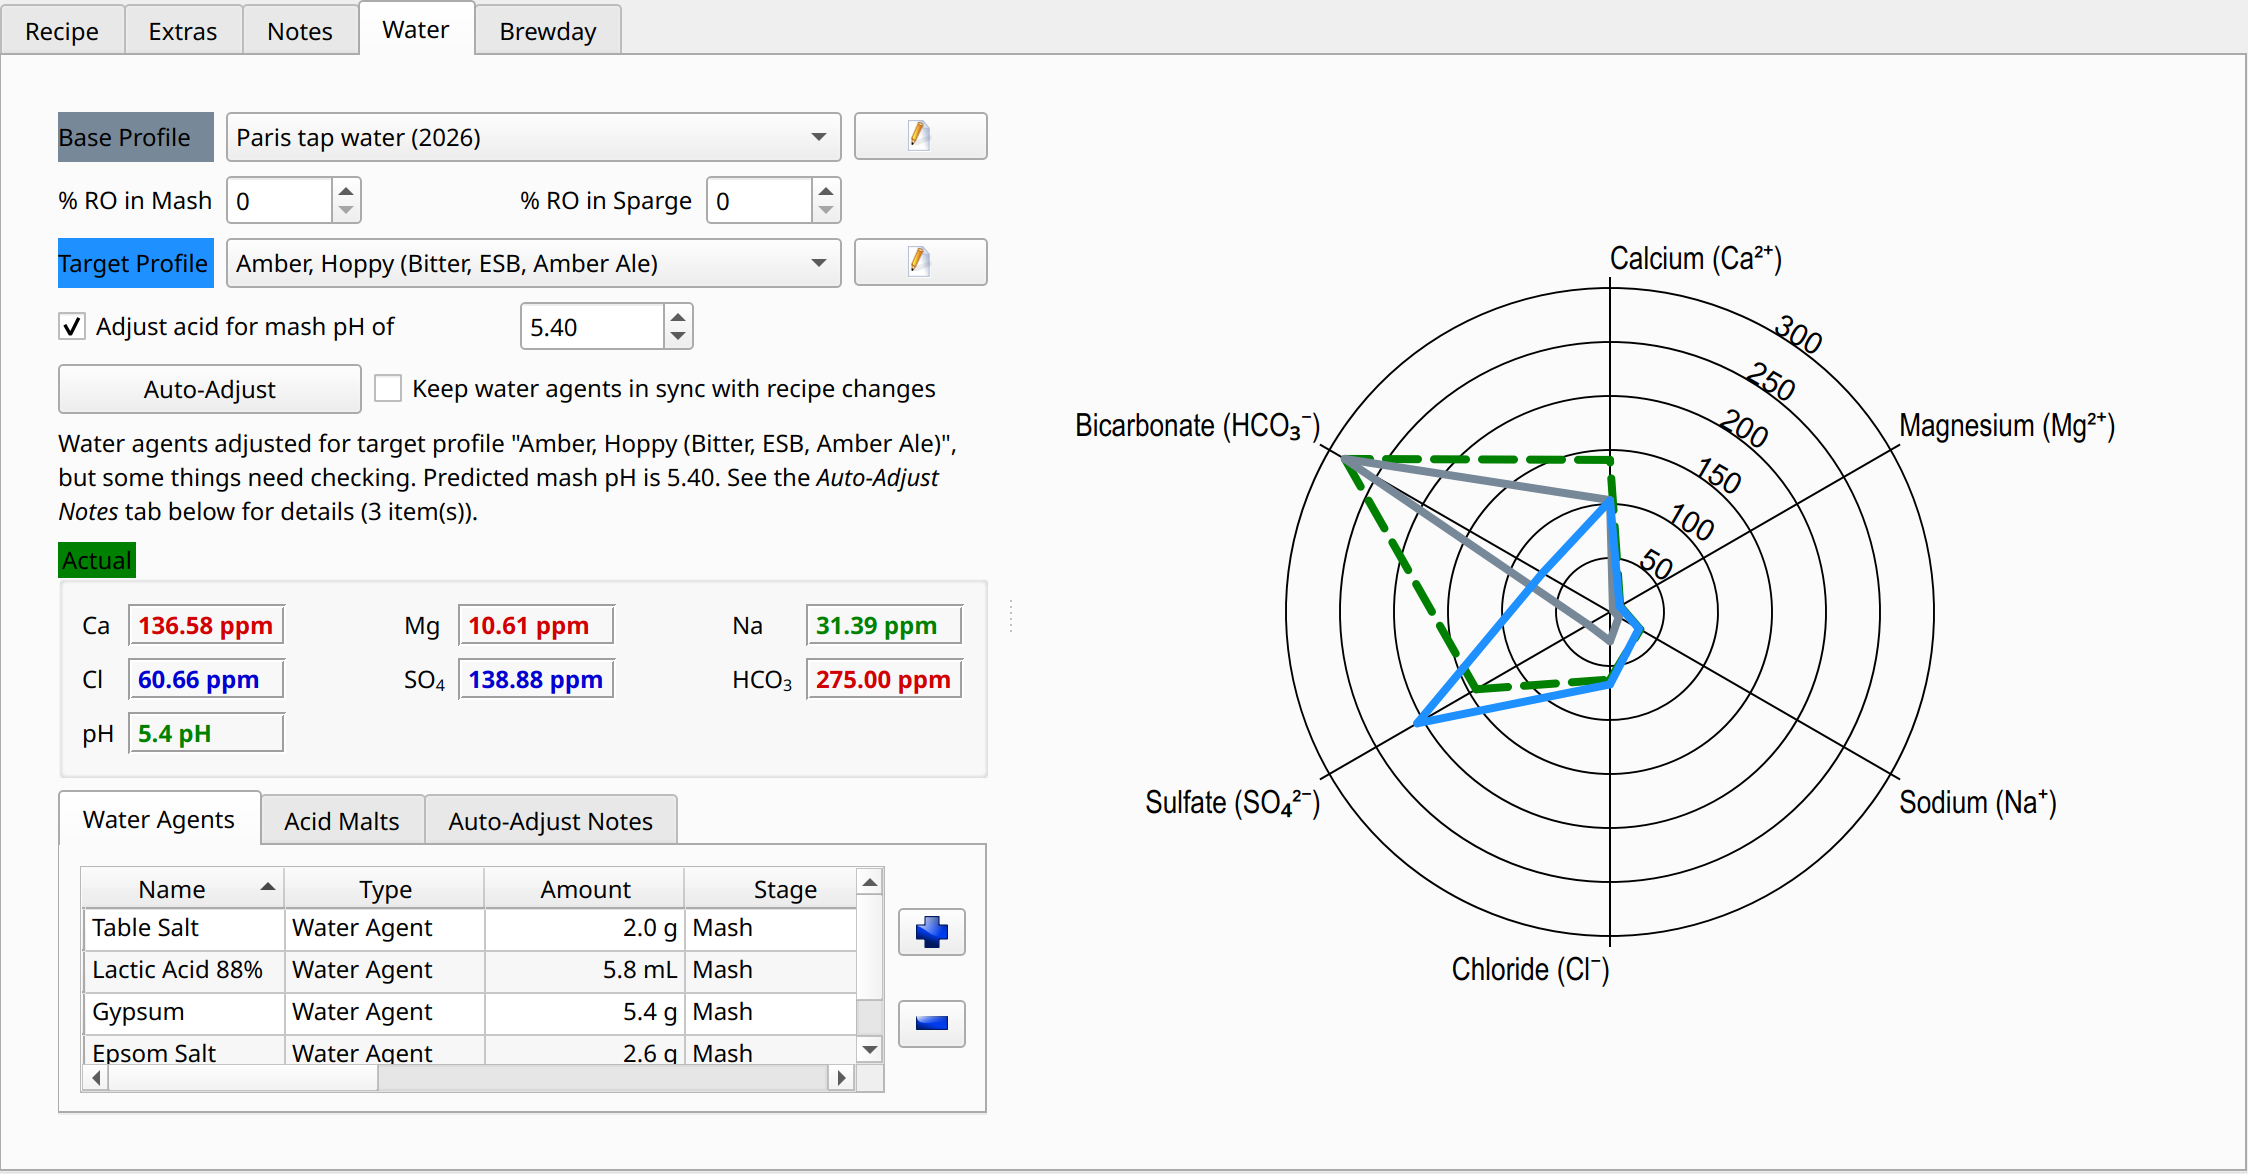 Recipe Extras Notes Water Brewday
Base Profile Paris tap water (2026)
% RO in Mash 0 % RO in Sparge 0
Target Profile Amber, Hoppy (Bitter, ESB, Amber Ale)
Adjust acid for mash pH of 5.40
Auto-Adjust Keep water agents in sync with recipe changes
Water agents adjusted for target profile "Amber, Hoppy (Bitter, ESB, Amber Ale)",
but some things need checking. Predicted mash pH is 5.40. See the Auto-Adjust
Notes tab below for details (3 item(s)).
Actual
Ca 136.58 ppm Mg 10.61 ppm Na 31.39 ppm
Cl 60.66 ppm SO₄ 138.88 ppm HCO₃ 275.00 ppm
pH 5.4 pH
Water Agents Acid Malts Auto-Adjust Notes
Name Type Amount Stage
Table Salt Water Agent 2.0 g Mash
Lactic Acid 88% Water Agent 5.8 mL Mash
Gypsum Water Agent 5.4 g Mash
Epsom Salt Water Agent 2.6 g Mash
Calcium (Ca²⁺)
300
250
200
150
100
50
Bicarbonate (HCO₃⁻)
Magnesium (Mg²⁺)
Sulfate (SO₄²⁻)
Sodium (Na⁺)
Chloride (Cl⁻)